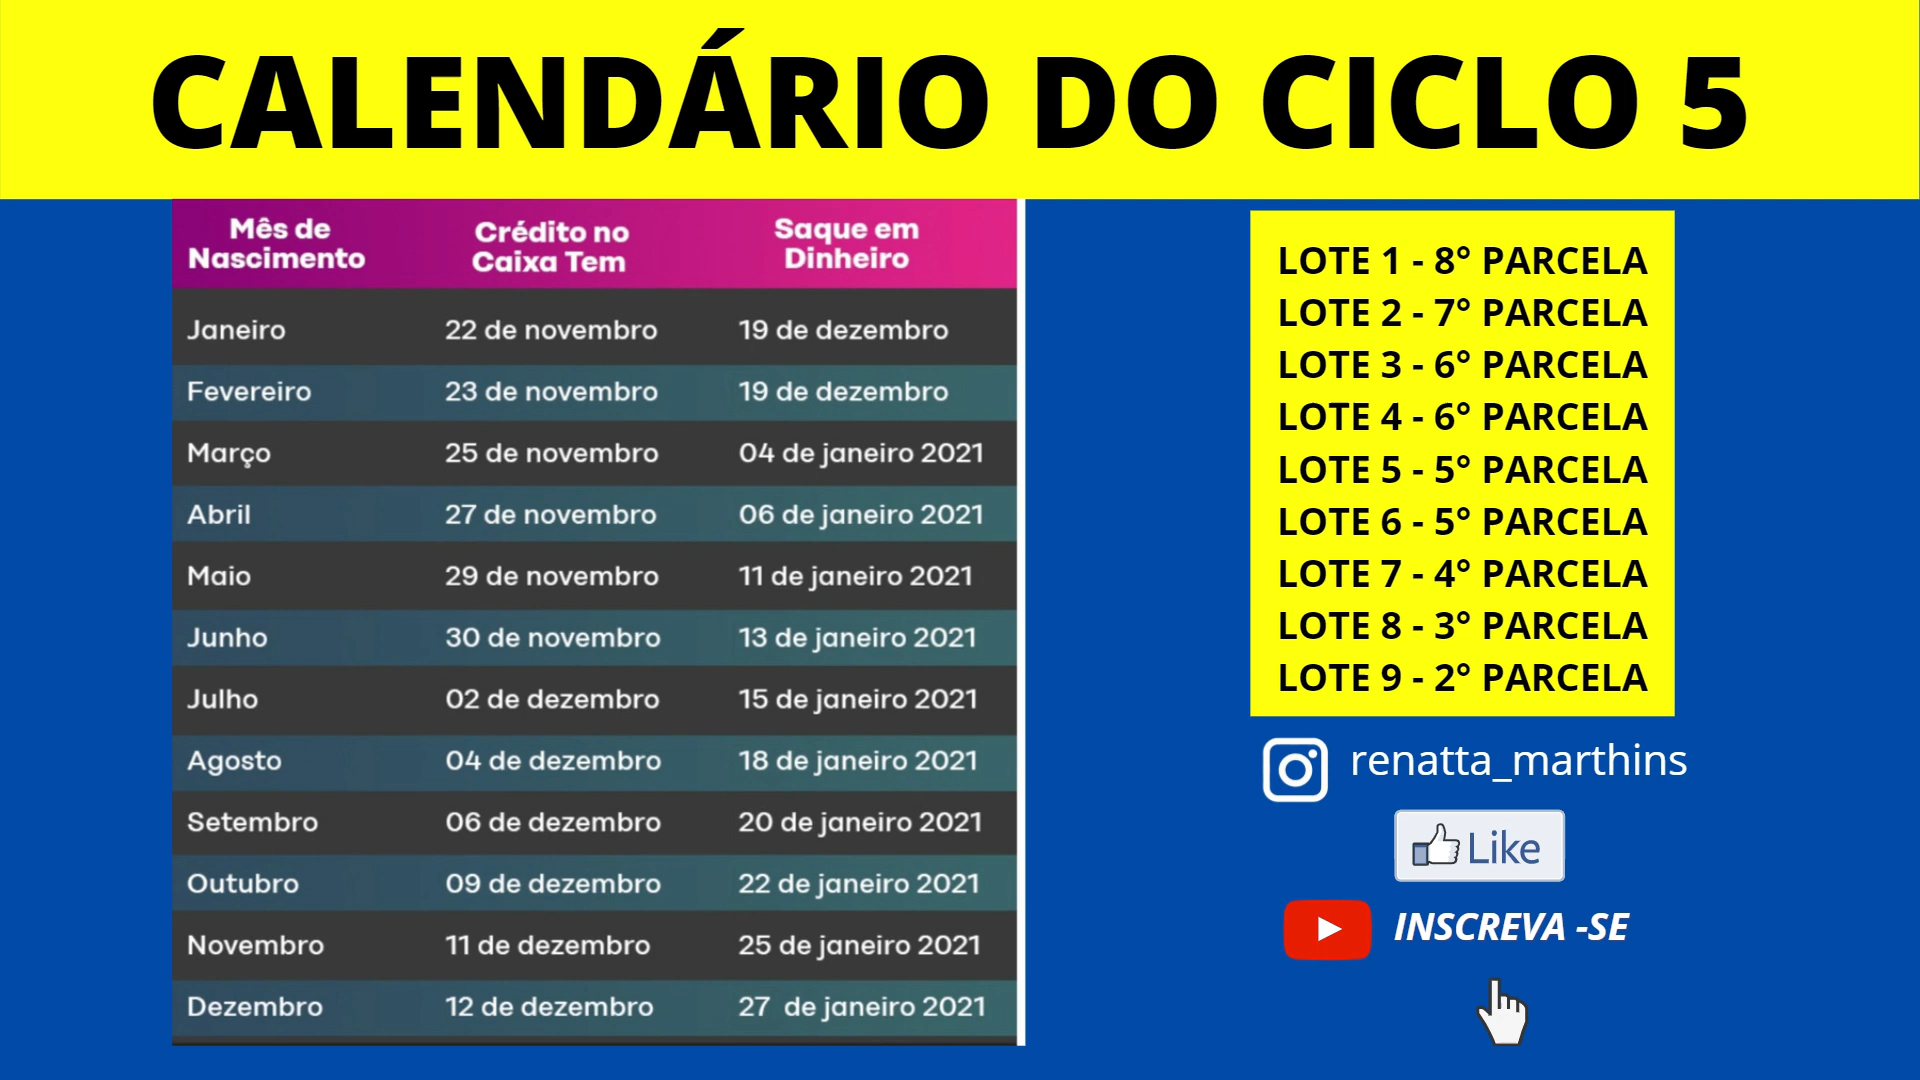 CALENDÁRIO DO CICLO 5
Mês de Nascimento Crédito no Caixa Tem Saque em Dinheiro
Janeiro 22 de novembro 19 de dezembro
Fevereiro 23 de novembro 19 de dezembro
Março 25 de novembro 04 de janeiro 2021
Abril 27 de novembro 06 de janeiro 2021
Maio 29 de novembro 11 de janeiro 2021
Junho 30 de novembro 13 de janeiro 2021
Julho 02 de dezembro 15 de janeiro 2021
Agosto 04 de dezembro 18 de janeiro 2021
Setembro 06 de dezembro 20 de janeiro 2021
Outubro 09 de dezembro 22 de janeiro 2021
Novembro 11 de dezembro 25 de janeiro 2021
Dezembro 12 de dezembro 27 de janeiro 2021
LOTE 1 - 8° PARCELA
LOTE 2 - 7° PARCELA
LOTE 3 - 6° PARCELA
LOTE 4 - 6° PARCELA
LOTE 5 - 5° PARCELA
LOTE 6 - 5° PARCELA
LOTE 7 - 4° PARCELA
LOTE 8 - 3° PARCELA
LOTE 9 - 2° PARCELA
renatta_marthins
Like
INSCREVA -SE